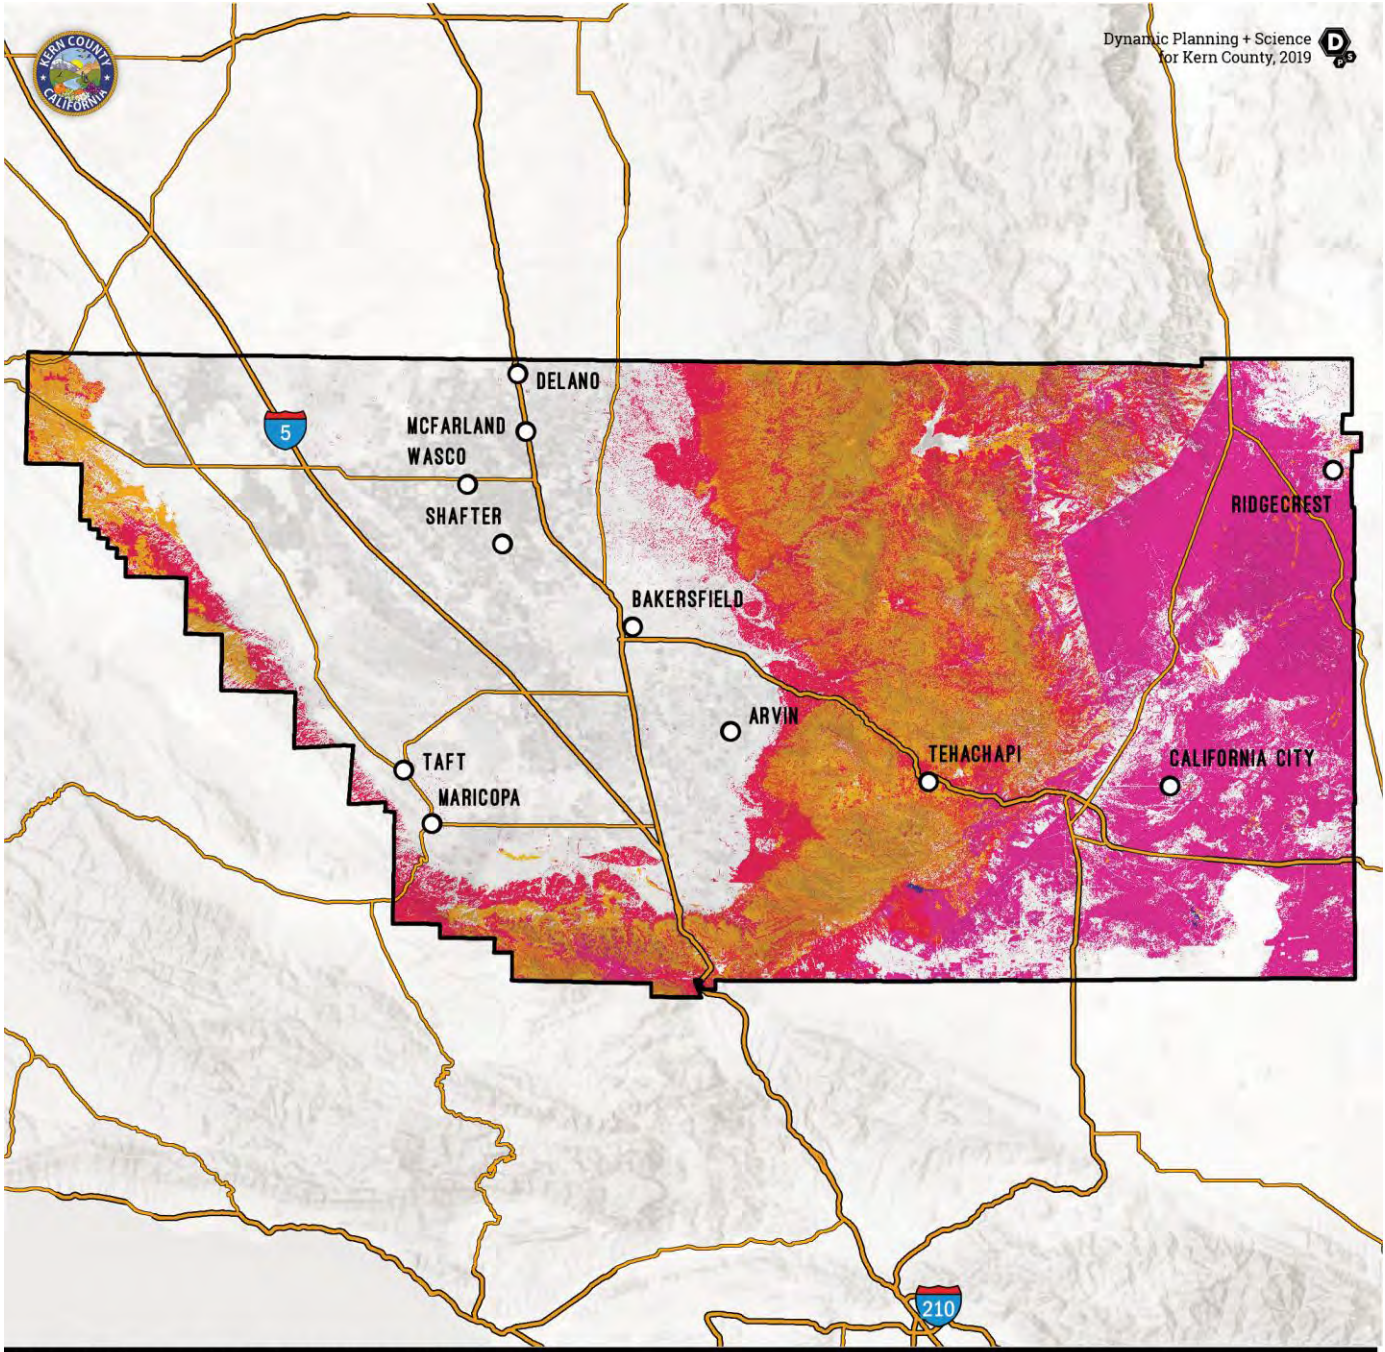 KERN COUNTY
CALIFORNIA
Dynamic Planning + Science
for Kern County, 2019
D
P S
DELANO
MCFARLAND
5
WASCO
RIDGECREST
SHAFTER
BAKERSFIELD
ARVIN
TAFT
TEHACHAPI
CALIFORNIA CITY
MARICOPA
210